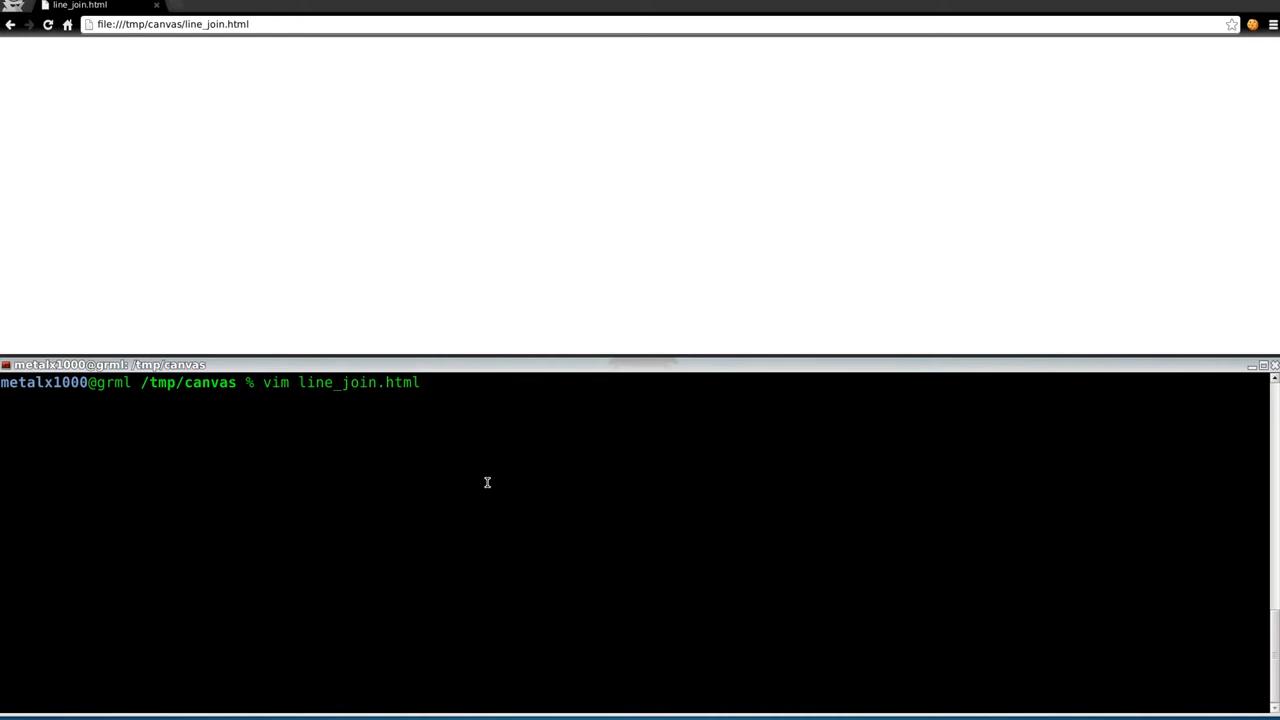 line_join.html
file:///tmp/canvas/line_join.html
metalx1000@grml: /tmp/canvas
metalx1000@grml /tmp/canvas % vim line_join.html